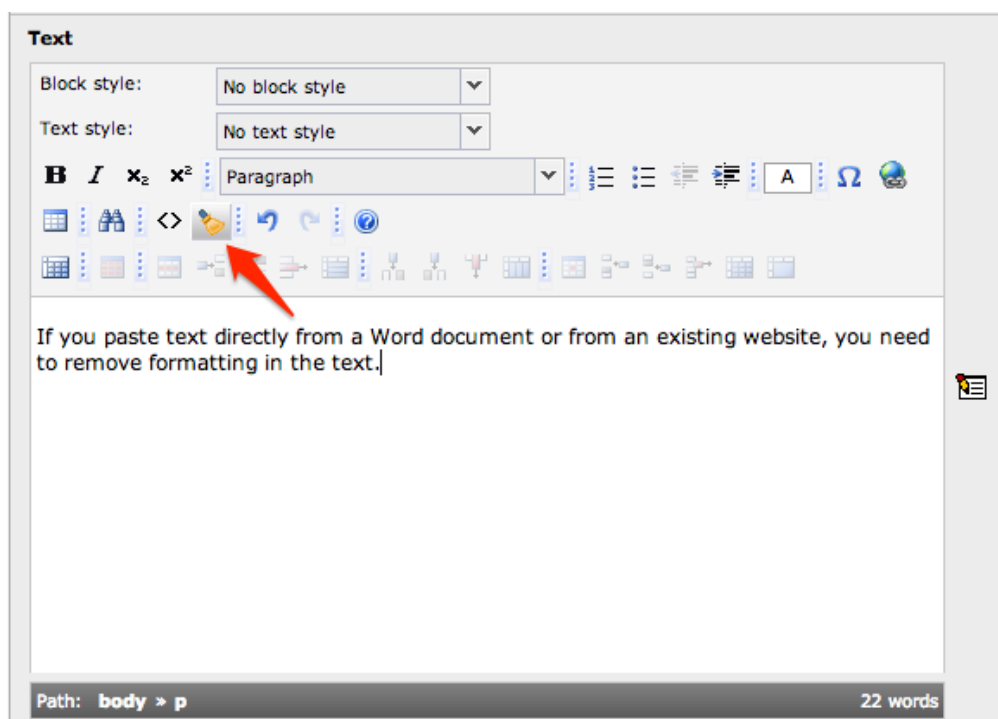 Text
Block style: No block style
Text style: No text style
B I x₂ x² Paragraph A Ω
<> ?
If you paste text directly from a Word document or from an existing website, you need
to remove formatting in the text.
Path: body » p 22 words